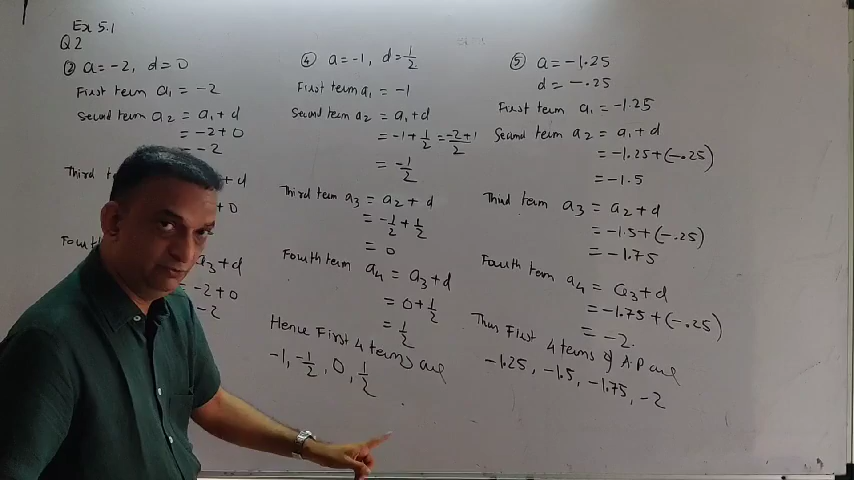 Ex 5.1
Q2
a = -2, d = 0
First term a₁ = -2
Second term a₂ = a₁ + d
= -2 + 0
= -2
Third
+ d
+ 0
Fourth
a₃ + d
= -2 + 0
-2
④ a = -1, d = 1/2
First term a₁ = -1
Second term a₂ = a₁ + d
= -1 + 1/2 = -2+1/2
= -1/2
Third term a₃ = a₂ + d
= -1/2 + 1/2
= 0
Fourth term a₄ = a₃ + d
= 0 + 1/2
= 1/2
Hence First 4 terms are
-1, -1/2, 0, 1/2
⑤ a = -1.25
d = -.25
First term a₁ = -1.25
Second term a₂ = a₁ + d
= -1.25 + (-.25)
= -1.5
Third term a₃ = a₂ + d
= -1.5 + (-.25)
= -1.75
Fourth term a₄ = a₃ + d
= -1.75 + (-.25)
= -2.
Thus First 4 terms of A.P are
-1.25, -1.5, -1.75, -2